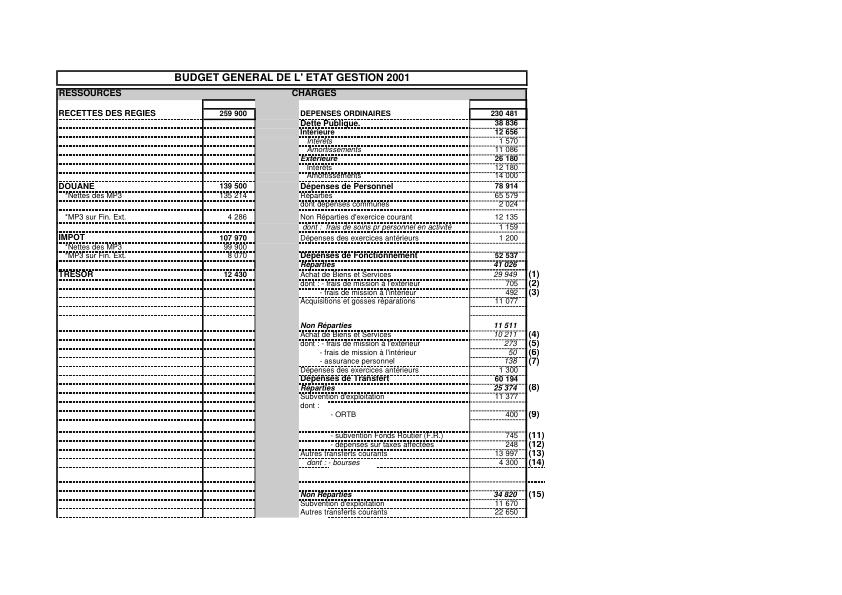 BUDGET GENERAL DE L' ETAT GESTION 2001
RESSOURCES CHARGES
RECETTES DES REGIES 259 900 DEPENSES ORDINAIRES 230 481
Dette Publique. 38 836
Intérieure 12 656
Intérêts 1 570
Amortissements 11 086
Extérieure 26 180
Intérêts 12 180
Amortissements 14 000
DOUANE 139 500 Dépenses de Personnel 78 914
*Nettes des MP3 135 214 Réparties 65 579
dont dépenses communes 2 024
*MP3 sur Fin. Ext. 4 286 Non Réparties d'exercice courant 12 135
dont : frais de soins pr personnel en activité 1 159
IMPOT 107 970 Dépenses des exercices antérieurs 1 200
*Nettes des MP3 99 900
*MP3 sur Fin. Ext. 8 070 Dépenses de Fonctionnement 52 537
Réparties 41 026
TRESOR 12 430 Achat de Biens et Services 29 949 (1)
dont : - frais de mission à l'extérieur 705 (2)
- frais de mission à l'intérieur 492 (3)
Acquisitions et gosses réparations 11 077
Non Réparties 11 511
Achat de Biens et Services 10 211 (4)
dont : - frais de mission à l'extérieur 273 (5)
- frais de mission à l'intérieur 50 (6)
- assurance personnel 138 (7)
Dépenses des exercices antérieurs 1 300
Dépenses de Transfert 60 194
Réparties 25 374 (8)
Subvention d'exploitation 11 377
dont :
- ORTB 400 (9)
- subvention Fonds Routier (F.R.) 745 (11)
- dépenses sur taxes affectées 248 (12)
Autres transferts courants 13 997 (13)
dont : - bourses 4 300 (14)
Non Réparties 34 820 (15)
Subvention d'exploitation 11 670
Autres transferts courants 22 650